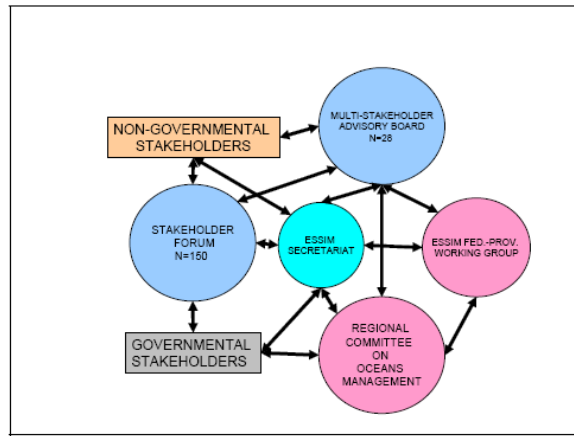 MULTI-STAKEHOLDER
ADVISORY BOARD
N=28
NON-GOVERNMENTAL
STAKEHOLDERS
STAKEHOLDER
FORUM
N=150
ESSIM
SECRETARIAT
ESSIM FED.-PROV.
WORKING GROUP
GOVERNMENTAL
STAKEHOLDERS
REGIONAL
COMMITTEE
ON
OCEANS
MANAGEMENT